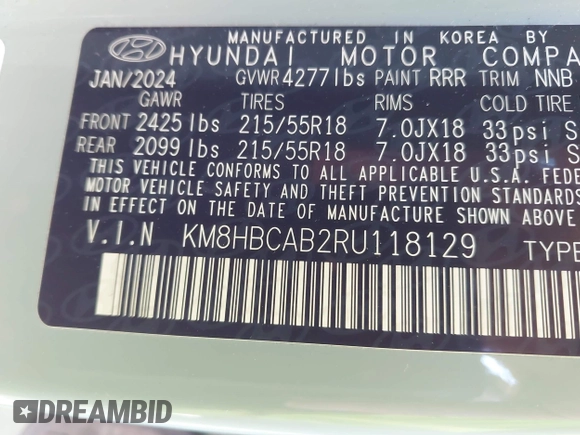 MANUFACTURED IN KOREA BY
HYUNDAI MOTOR COMPA
JAN/2024 GVWR 4277 lbs PAINT RRR TRIM NNB
GAWR TIRES RIMS COLD TIRE
FRONT 2425 lbs 215/55R18 7.0JX18 33psi S
REAR 2099 lbs 215/55R18 7.0JX18 33psi S
THIS VEHICLE CONFORMS TO ALL APPLICABLE U.S.A. FEDE
MOTOR VEHICLE SAFETY AND THEFT PREVENTION STANDARDS
IN EFFECT ON THE DATE OF MANUFACTURE SHOWN ABOVE
V.I.N KM8HBCAB2RU118129 TYPE
DREAMBID